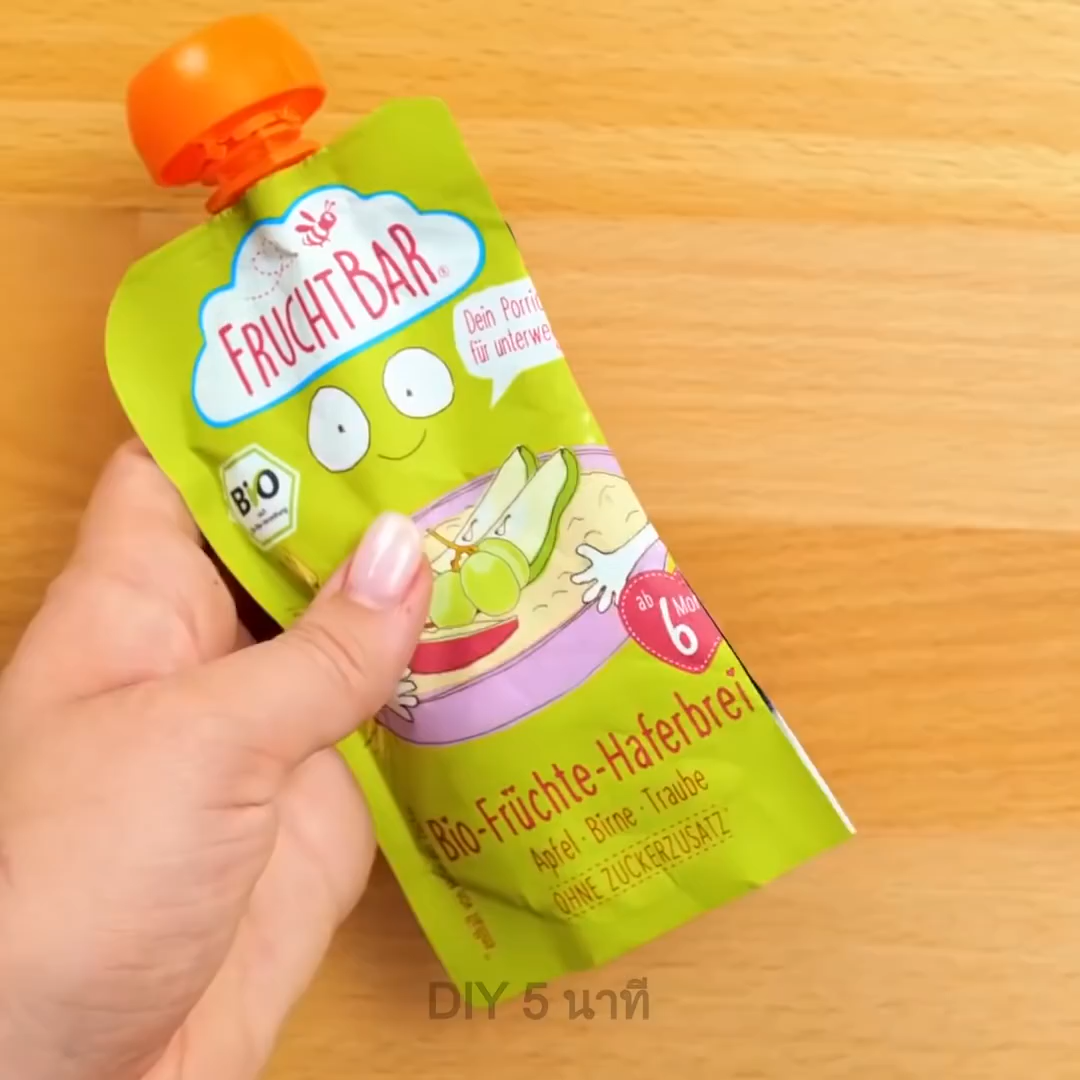 FRUCHTBAR®
Dein Porri
für unterwe
BiO
ab 6 Mo
Bio-Früchte-Haferbrei
Apfel · Birne · Traube
OHNE ZUCKERZUSATZ
DIY 5 นาที